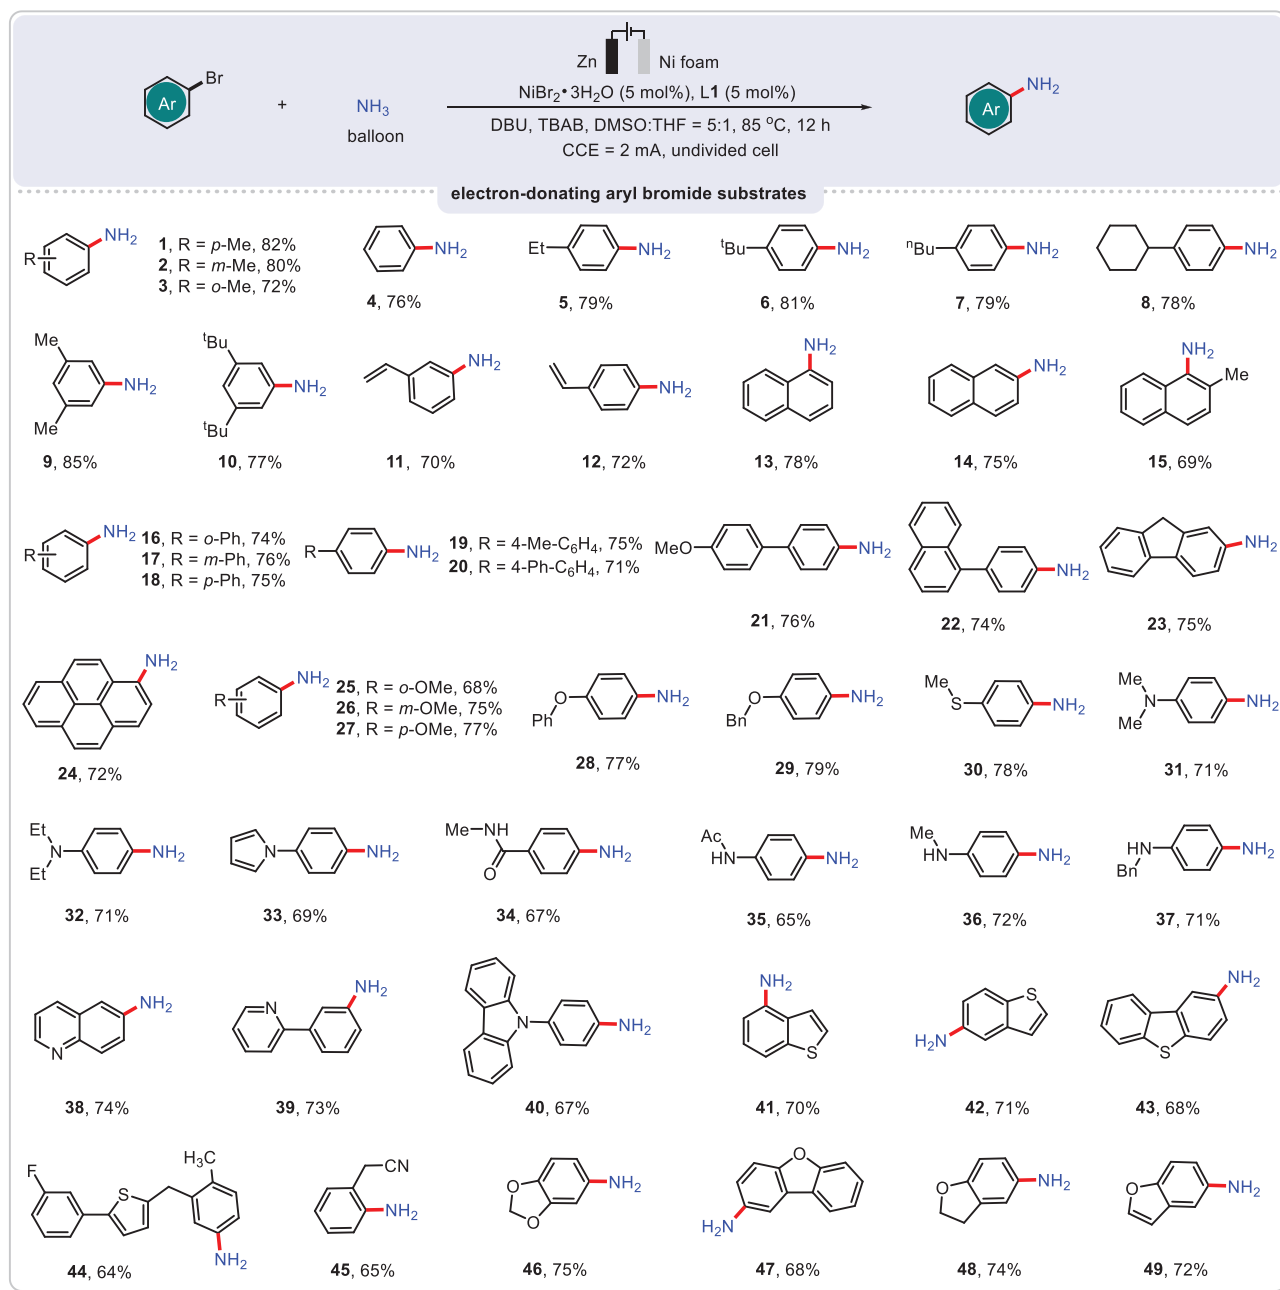 Zn Ni foam
Br
Ar
+
NH3
balloon
NiBr2•3H2O (5 mol%), L1 (5 mol%)
DBU, TBAB, DMSO:THF = 5:1, 85 °C, 12 h
CCE = 2 mA, undivided cell
NH2
Ar
electron-donating aryl bromide substrates
R NH2
1, R = p-Me, 82%
2, R = m-Me, 80%
3, R = o-Me, 72%
NH2
4, 76%
Et NH2
5, 79%
tBu NH2
6, 81%
nBu NH2
7, 79%
NH2
8, 78%
Me
NH2
Me
9, 85%
tBu
NH2
tBu
10, 77%
NH2
11, 70%
NH2
12, 72%
NH2
13, 78%
NH2
14, 75%
NH2
Me
15, 69%
R NH2
16, R = o-Ph, 74%
17, R = m-Ph, 76%
18, R = p-Ph, 75%
R NH2
19, R = 4-Me-C6H4, 75%
20, R = 4-Ph-C6H4, 71%
MeO NH2
21, 76%
NH2
22, 74%
NH2
23, 75%
NH2
24, 72%
R NH2
25, R = o-OMe, 68%
26, R = m-OMe, 75%
27, R = p-OMe, 77%
O NH2
Ph
28, 77%
O NH2
Bn
29, 79%
Me
S NH2
30, 78%
Me
N NH2
Me
31, 71%
Et
N NH2
Et
32, 71%
N NH2
33, 69%
Me NH
NH2
O
34, 67%
Ac
HN NH2
35, 65%
Me
HN NH2
36, 72%
HN NH2
Bn
37, 71%
NH2
N
38, 74%
NH2
N
39, 73%
N NH2
40, 67%
NH2
S
41, 70%
S
H2N
42, 71%
NH2
S
43, 68%
F
H3C
S
NH2
44, 64%
CN
NH2
45, 65%
O NH2
O
46, 75%
O
H2N
47, 68%
O NH2
48, 74%
O NH2
49, 72%